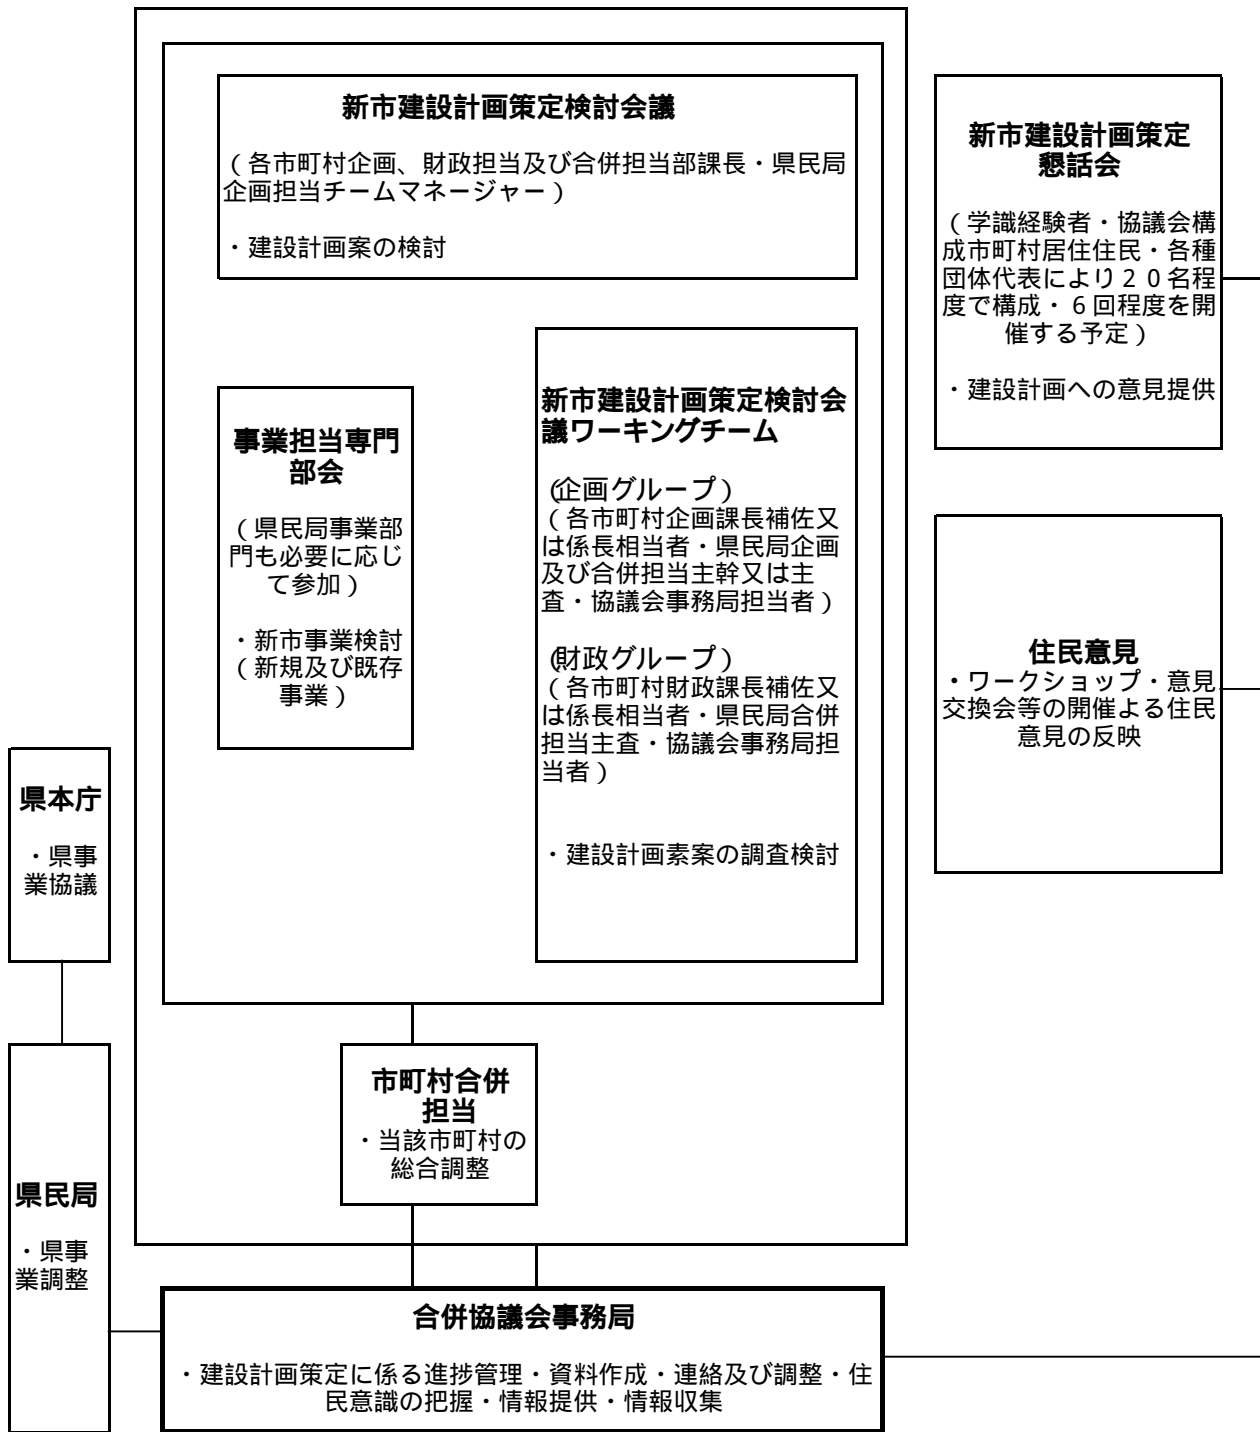 新市建設計画策定検討会議
（各市町村企画、財政担当及び合併担当部課長・県民局
企画担当チームマネージャー）
・建設計画案の検討
新市建設計画策定
懇話会
（学識経験者・協議会構
成市町村居住住民・各種
団体代表により２０名程
度で構成・６回程度を開
催する予定）
・建設計画への意見提供
事業担当専門
部会
（県民局事業部
門も必要に応じ
て参加）
・新市事業検討
（新規及び既存
事業）
新市建設計画策定検討会
議ワーキングチーム
（企画グループ）
（各市町村企画課長補佐又
は係長相当者・県民局企画
及び合併担当主幹又は主
査・協議会事務局担当者）
（財政グループ）
（各市町村財政課長補佐又
は係長相当者・県民局合併
担当主査・協議会事務局担
当者）
・建設計画素案の調査検討
住民意見
・ワークショップ・意見
交換会等の開催よる住民
意見の反映
県本庁
・県事
業協議
県民局
・県事
業調整
市町村合併
担当
・当該市町村の
総合調整
合併協議会事務局
・建設計画策定に係る進捗管理・資料作成・連絡及び調整・住
民意識の把握・情報提供・情報収集